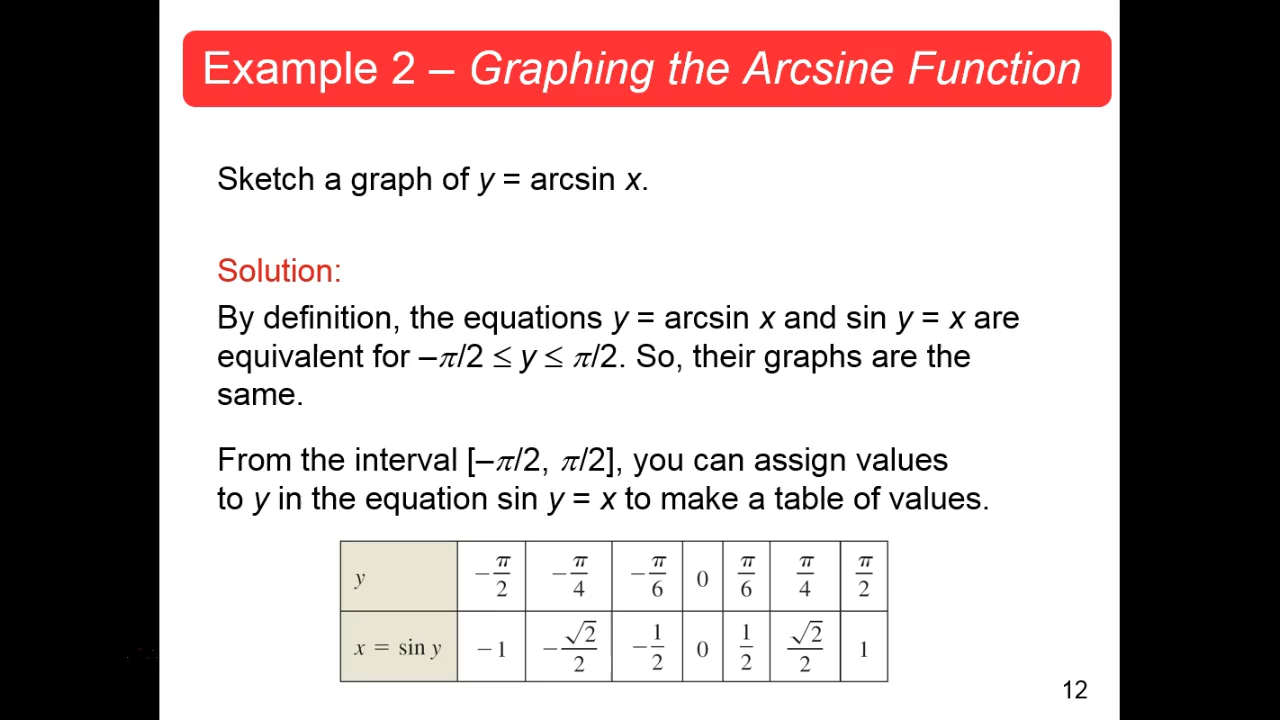 Example 2 – Graphing the Arcsine Function
Sketch a graph of y = arcsin x.
Solution:
By definition, the equations y = arcsin x and sin y = x are
equivalent for –π/2 ≤ y ≤ π/2. So, their graphs are the
same.
From the interval [–π/2, π/2], you can assign values
to y in the equation sin y = x to make a table of values.
y −π/2 −π/4 −π/6 0 π/6 π/4 π/2
x = sin y −1 −√2/2 −1/2 0 1/2 √2/2 1
12